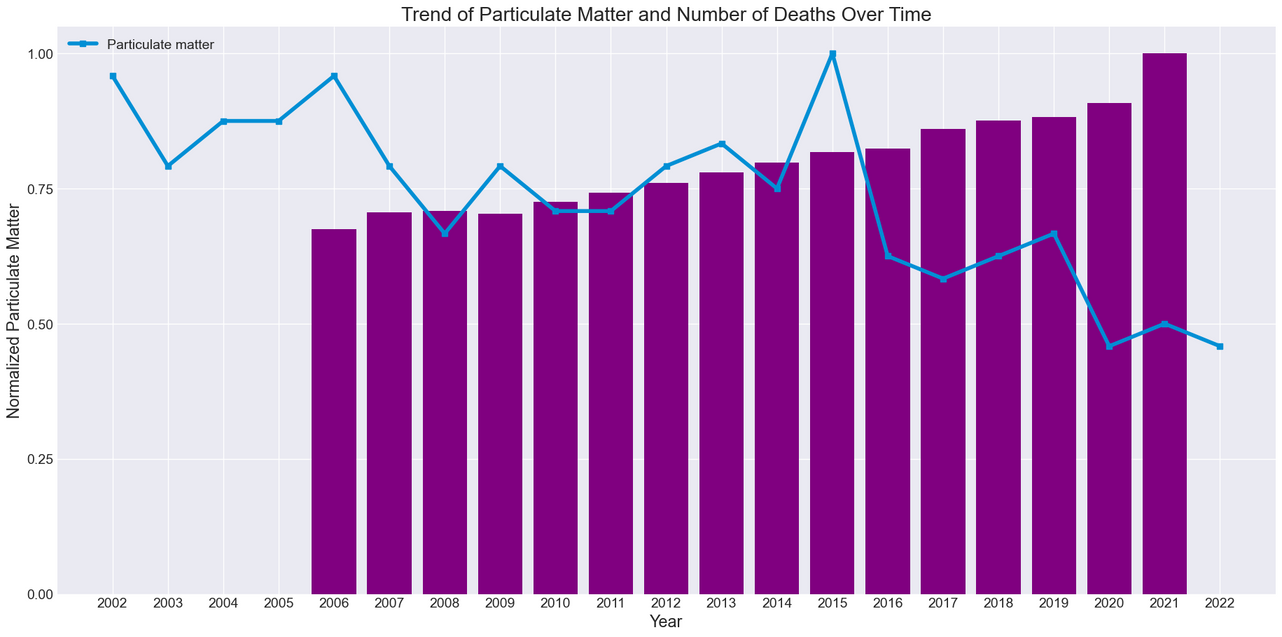 Trend of Particulate Matter and Number of Deaths Over Time
Particulate matter
1.00
0.75
0.50
0.25
0.00
Normalized Particulate Matter
2002 2003 2004 2005 2006 2007 2008 2009 2010 2011 2012 2013 2014 2015 2016 2017 2018 2019 2020 2021 2022
Year